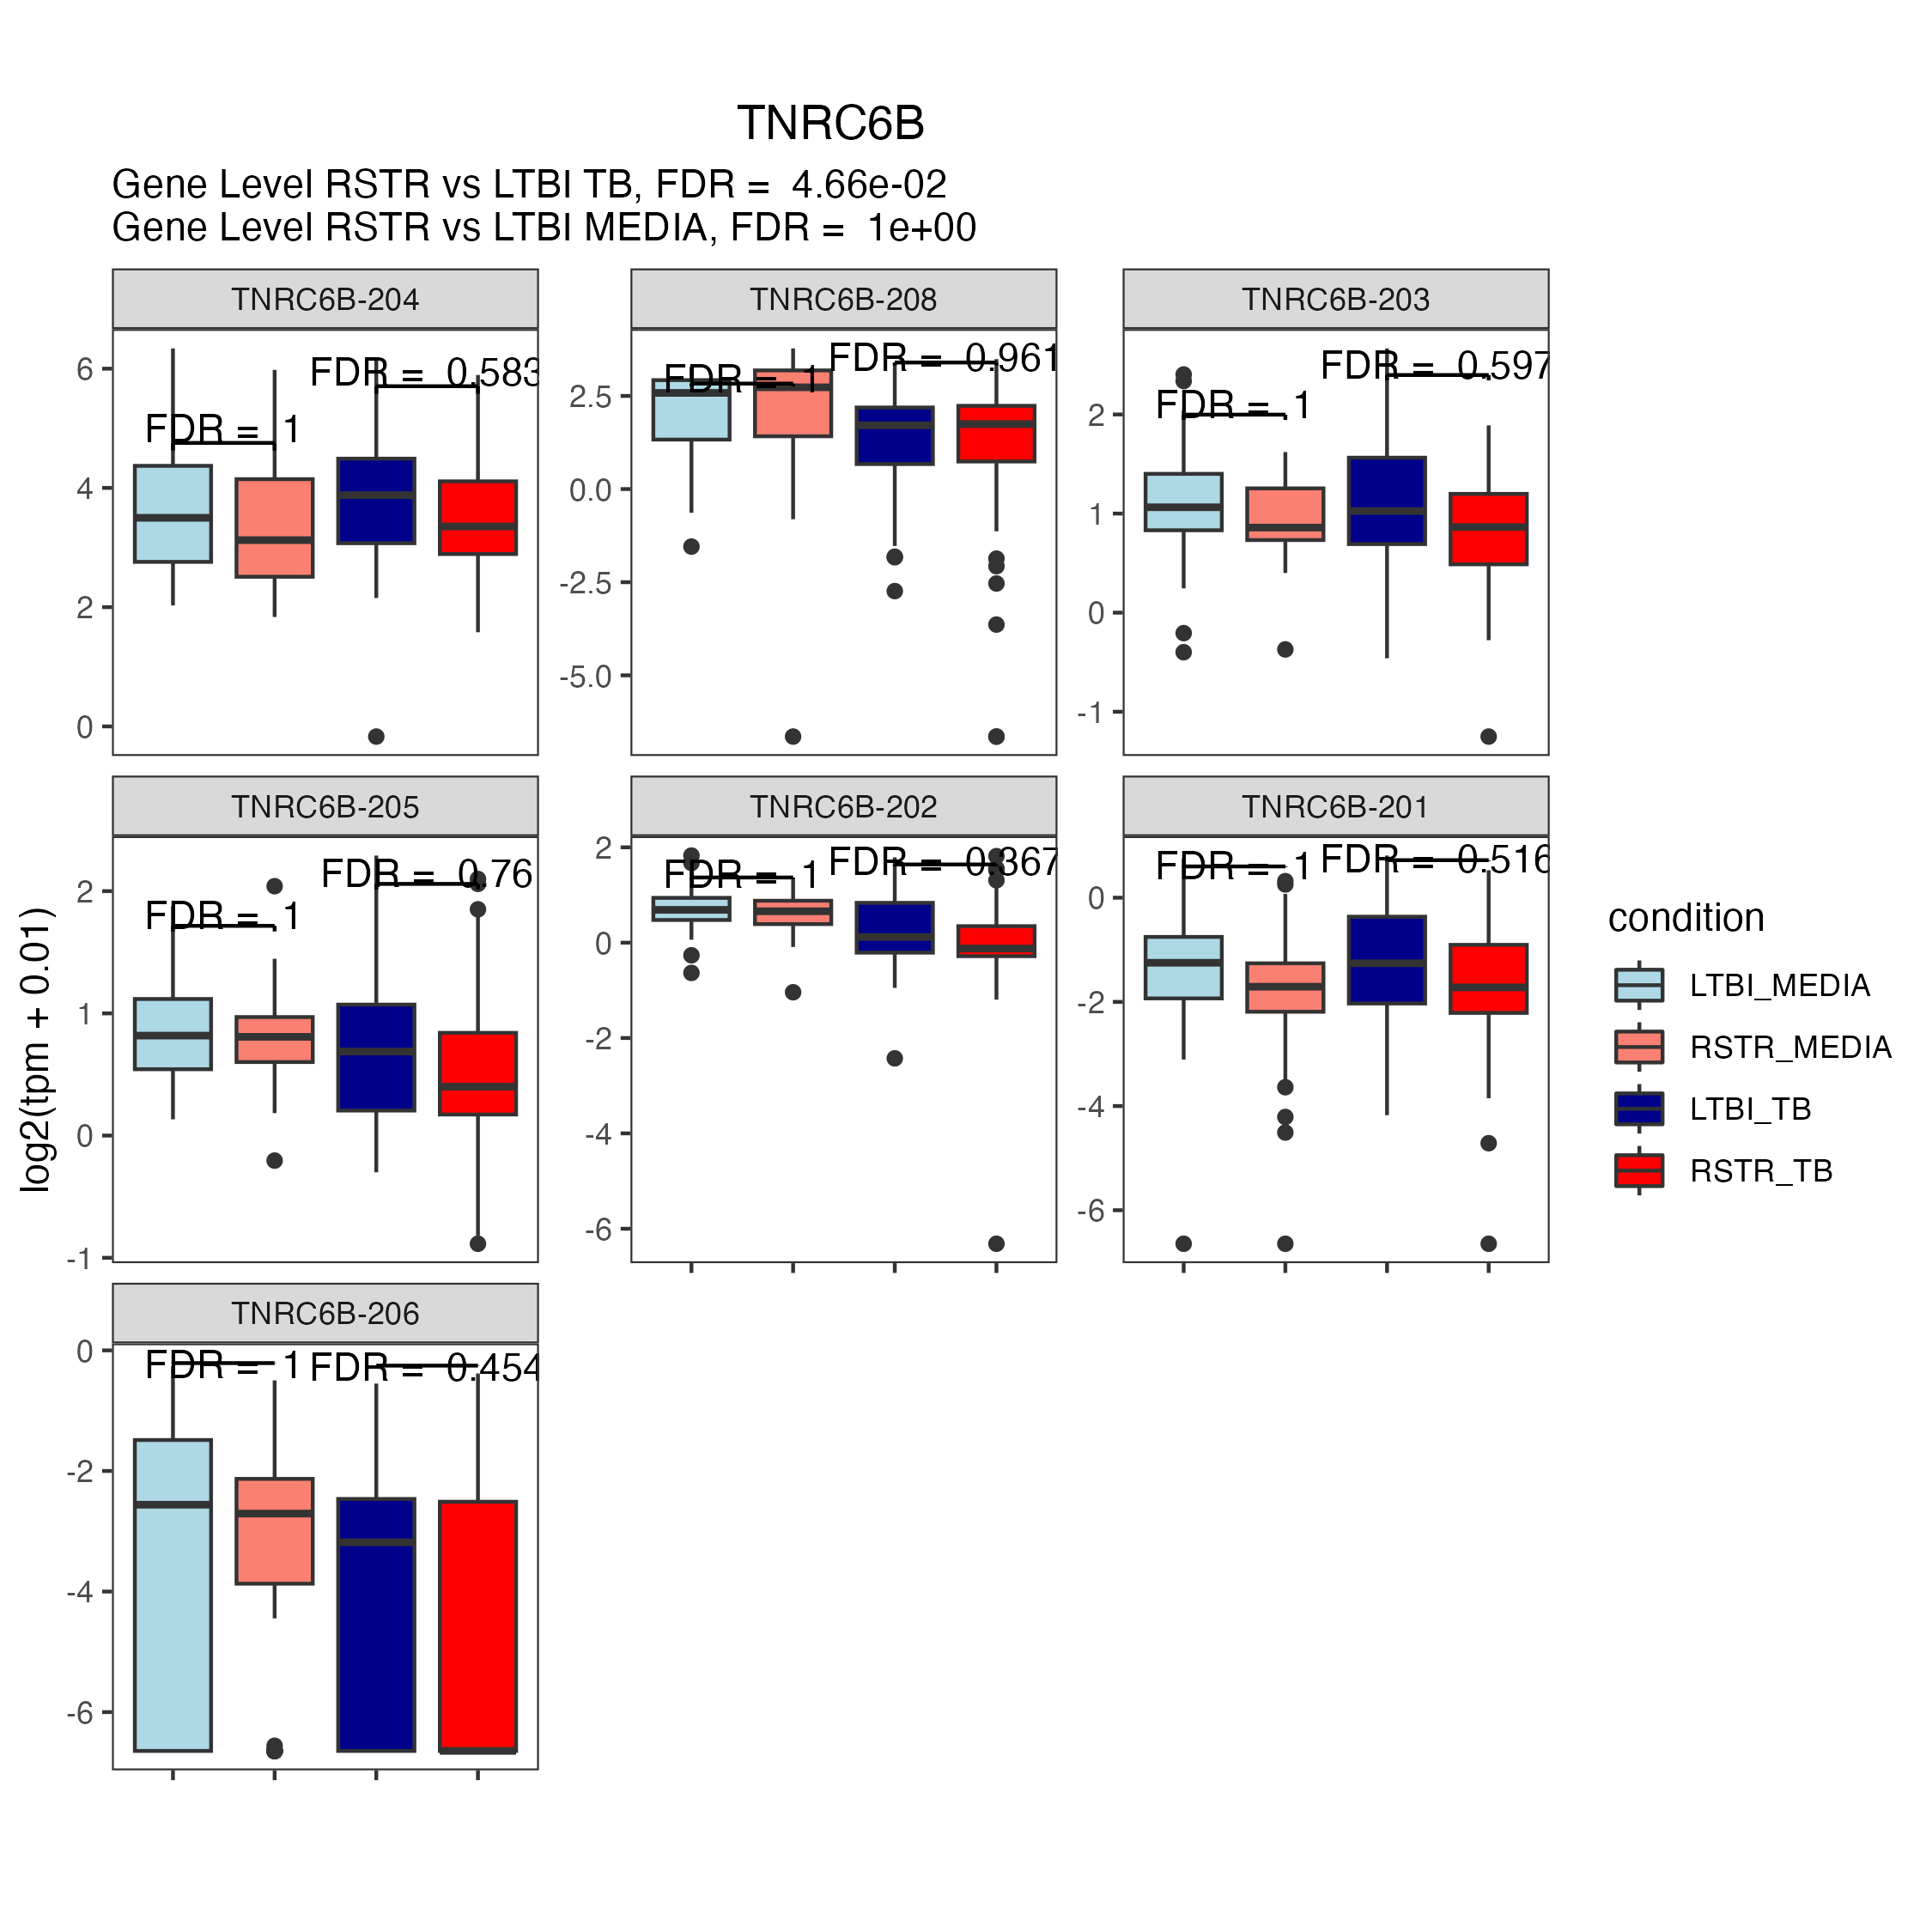 TNRC6B
Gene Level RSTR vs LTBI TB, FDR =  4.66e-02
Gene Level RSTR vs LTBI MEDIA, FDR =  1e+00
TNRC6B-204
TNRC6B-208
TNRC6B-203
6
4
2
0
FDR =  1
FDR =  0.583
2.5
0.0
-2.5
-5.0
FDR =  1
FDR =  0.961
2
1
0
-1
FDR =  1
FDR =  0.597
TNRC6B-205
TNRC6B-202
TNRC6B-201
log2(tpm + 0.01)
2
1
0
-1
FDR =  1
FDR =  0.76
2
0
-2
-4
-6
FDR =  1
FDR =  0.367
0
-2
-4
-6
FDR =  1
FDR =  0.516
condition
LTBI_MEDIA
RSTR_MEDIA
LTBI_TB
RSTR_TB
TNRC6B-206
0
-2
-4
-6
FDR =  1
FDR =  0.454